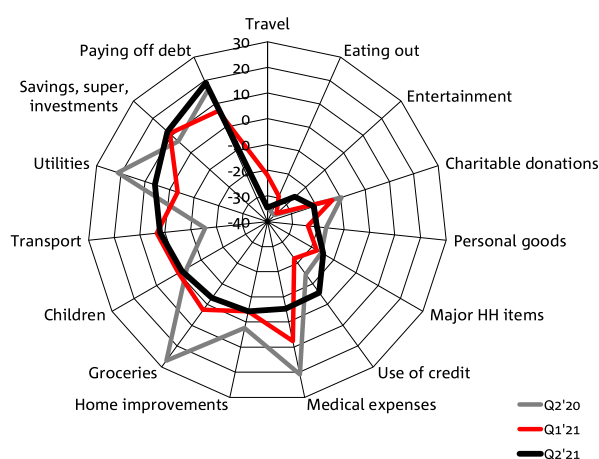 Travel
30
Paying off debt
Eating out
20
Savings, super,
investments
Entertainment
10
0
-10
Utilities
Charitable donations
-20
-30
-40
Transport
Personal goods
Children
Major HH items
Groceries
Use of credit
Home improvements
Medical expenses
Q2'20
Q1'21
Q2'21